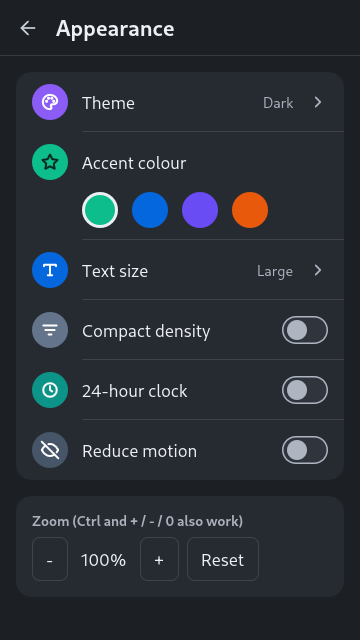 Appearance
Theme Dark
Accent colour
Text size Large
Compact density
24-hour clock
Reduce motion
Zoom (Ctrl and + / - / 0 also work)
- 100% + Reset